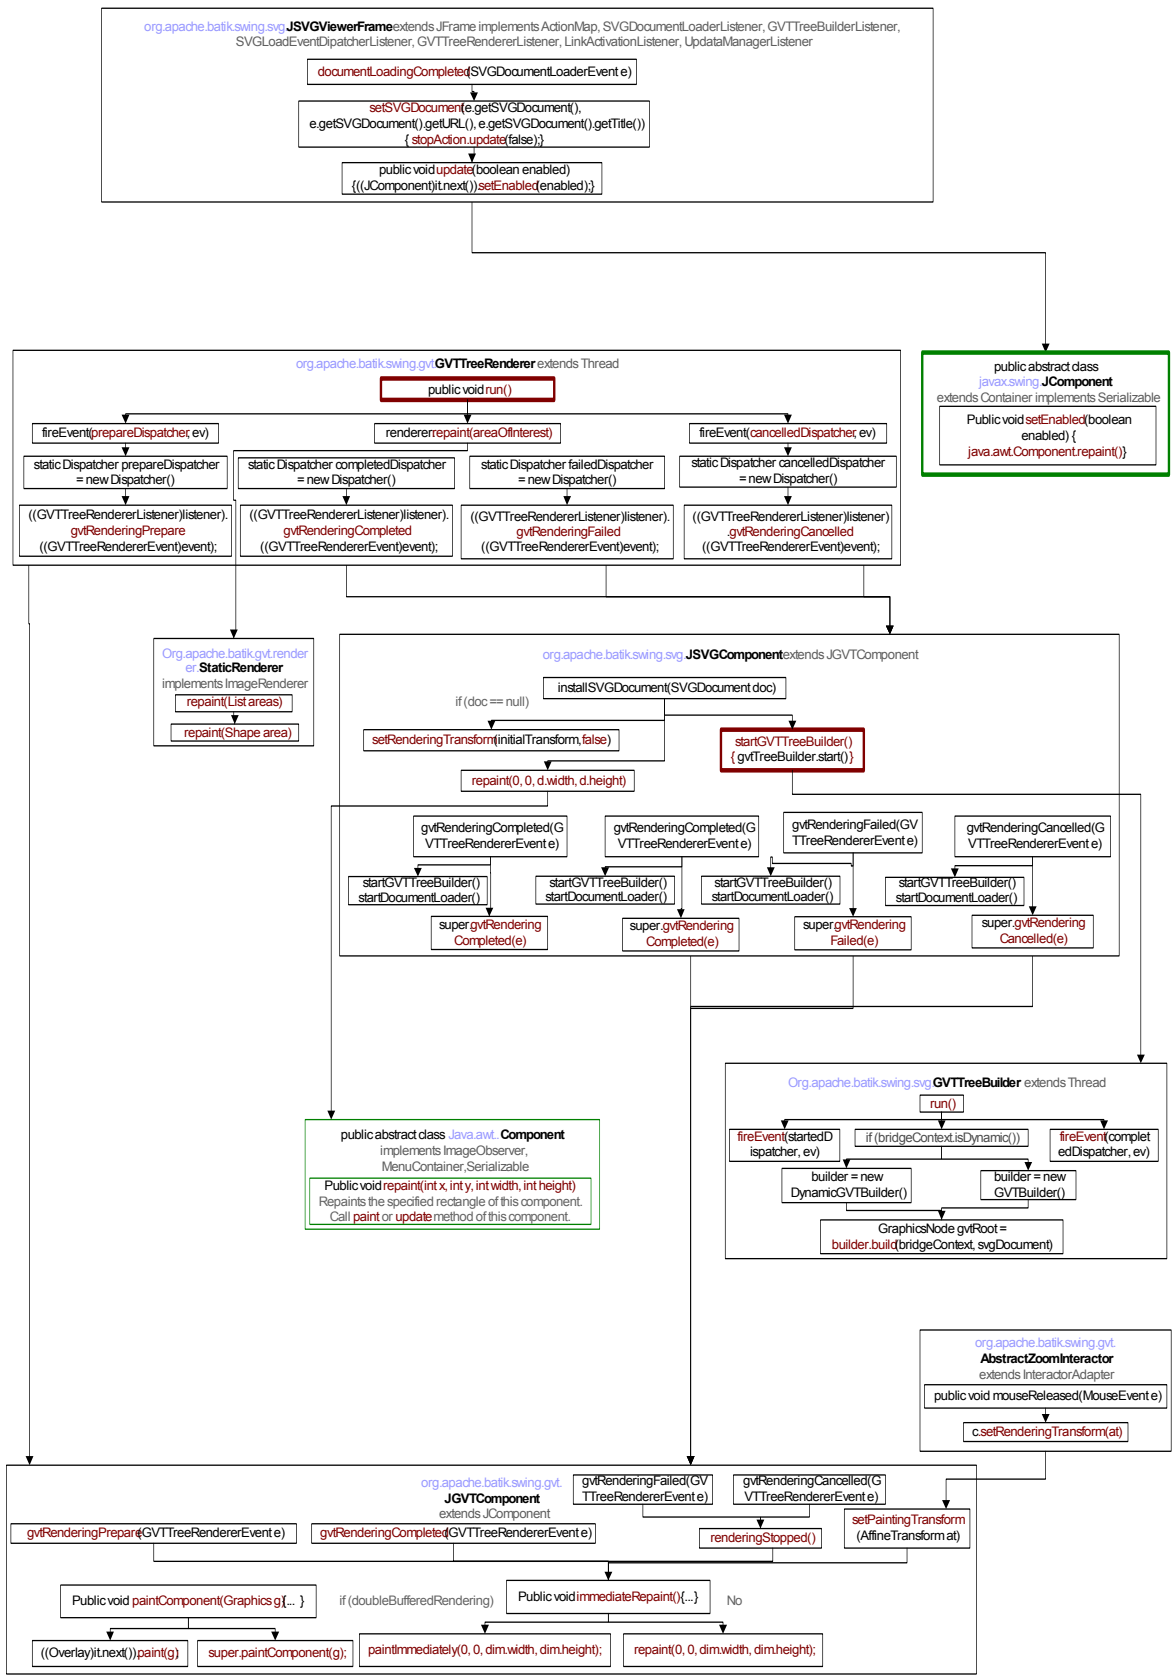 org.apache.batik.swing.svg.JSVGViewerFrame extends JFrame implements ActionMap, SVGDocumentLoaderListener, GVTTreeBuilderListener,
SVGLoadEventDipatcherListener, GVTTreeRendererListener, LinkActivationListener, UpdataManagerListener
documentLoadingCompleted(SVGDocumentLoaderEvent e)
setSVGDocument(e.getSVGDocument(),
e.getSVGDocument().getURL(), e.getSVGDocument().getTitle())
{ stopAction.update(false);}
public void update(boolean enabled)
{((JComponent)it.next()).setEnabled(enabled);}
org.apache.batik.swing.gvt.GVTTreeRenderer extends Thread
public void run()
fireEvent(prepareDispatcher, ev)
renderer.repaint(areaOfInterest)
fireEvent(cancelledDispatcher, ev)
static Dispatcher prepareDispatcher
= new Dispatcher()
static Dispatcher completedDispatcher
= new Dispatcher()
static Dispatcher failedDispatcher
= new Dispatcher()
static Dispatcher cancelledDispatcher
= new Dispatcher()
((GVTTreeRendererListener)listener).
gvtRenderingPrepare
((GVTTreeRendererEvent)event);
((GVTTreeRendererListener)listener).
gvtRenderingCompleted
((GVTTreeRendererEvent)event);
((GVTTreeRendererListener)listener).
gvtRenderingFailed
((GVTTreeRendererEvent)event);
((GVTTreeRendererListener)listener)
.gvtRenderingCancelled
((GVTTreeRendererEvent)event);
public abstract class
javax.swing.JComponent
extends Container implements Serializable
Public void setEnabled(boolean
enabled) {
java.awt.Component.repaint()}
Org.apache.batik.gvt.render
er.StaticRenderer
implements ImageRenderer
repaint(List areas)
repaint(Shape area)
org.apache.batik.swing.svg.JSVGComponent extends JGVTComponent
installSVGDocument(SVGDocument doc)
if (doc == null)
setRenderingTransform(initialTransform, false)
startGVTTreeBuilder()
{ gvtTreeBuilder.start()}
repaint(0, 0, d.width, d.height)
gvtRenderingCompleted(G
VTTreeRendererEvent e)
gvtRenderingCompleted(G
VTTreeRendererEvent e)
gvtRenderingFailed(GV
TTreeRendererEvent e)
gvtRenderingCancelled(G
VTTreeRendererEvent e)
startGVTTreeBuilder()
startDocumentLoader()
startGVTTreeBuilder()
startDocumentLoader()
startGVTTreeBuilder()
startDocumentLoader()
startGVTTreeBuilder()
startDocumentLoader()
super.gvtRendering
Completed(e)
super.gvtRendering
Completed(e)
super.gvtRendering
Failed(e)
super.gvtRendering
Cancelled(e)
Org.apache.batik.swing.svg.GVTTreeBuilder extends Thread
run()
fireEvent(startedD
ispatcher, ev)
if (bridgeContext.isDynamic())
fireEvent(complet
edDispatcher, ev)
builder = new
DynamicGVTBuilder()
builder = new
GVTBuilder()
GraphicsNode gvtRoot =
builder.build(bridgeContext, svgDocument)
public abstract class Java.awt..Component
implements ImageObserver,
MenuContainer,Serializable
Public void repaint(int x, int y, int width, int height)
Repaints the specified rectangle of this component.
Call paint or update method of this component.
org.apache.batik.swing.gvt.
AbstractZoomInteractor
extends InteractorAdapter
public void mouseReleased(MouseEvent e)
c.setRenderingTransform(at)
org.apache.batik.swing.gvt.
JGVTComponent
extends JComponent
gvtRenderingFailed(GV
TTreeRendererEvent e)
gvtRenderingCancelled(G
VTTreeRendererEvent e)
gvtRenderingPrepare(GVTTreeRendererEvent e)
gvtRenderingCompleted(GVTTreeRendererEvent e)
renderingStopped()
setPaintingTransform
(AffineTransform at)
Public void paintComponent(Graphics g){... }
if (doubleBufferedRendering)
Public void immediateRepaint(){...}
No
((Overlay)it.next()).paint(g)
super.paintComponent(g);
paintImmediately(0, 0, dim.width, dim.height);
repaint(0, 0, dim.width, dim.height);